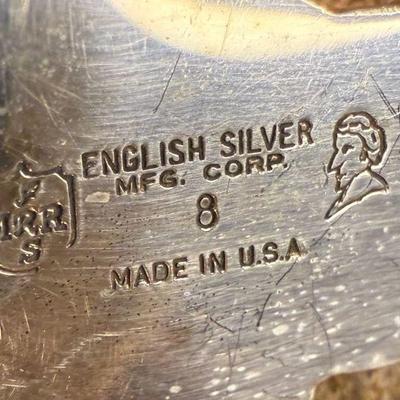 ENGLISH SILVER
MFG. CORP.
8
MADE IN U.S.A
F
I.R.R.
S